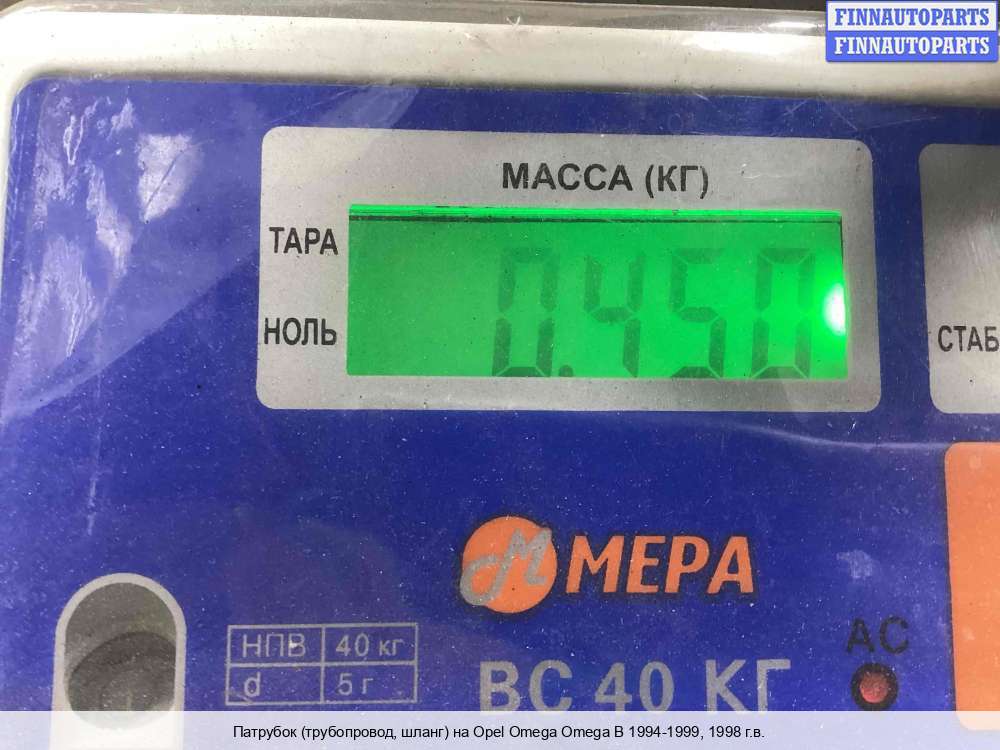 FINNAUTOPARTS
FINNAUTOPARTS
МАССА (КГ)
ТАРА
0.450
НОЛЬ
СТАБ
МЕРА
НПВ 40 кг
d 5 г
ВС 40 КГ
АС
Патрубок (трубопровод, шланг) на Opel Omega Omega B 1994-1999, 1998 г.в.